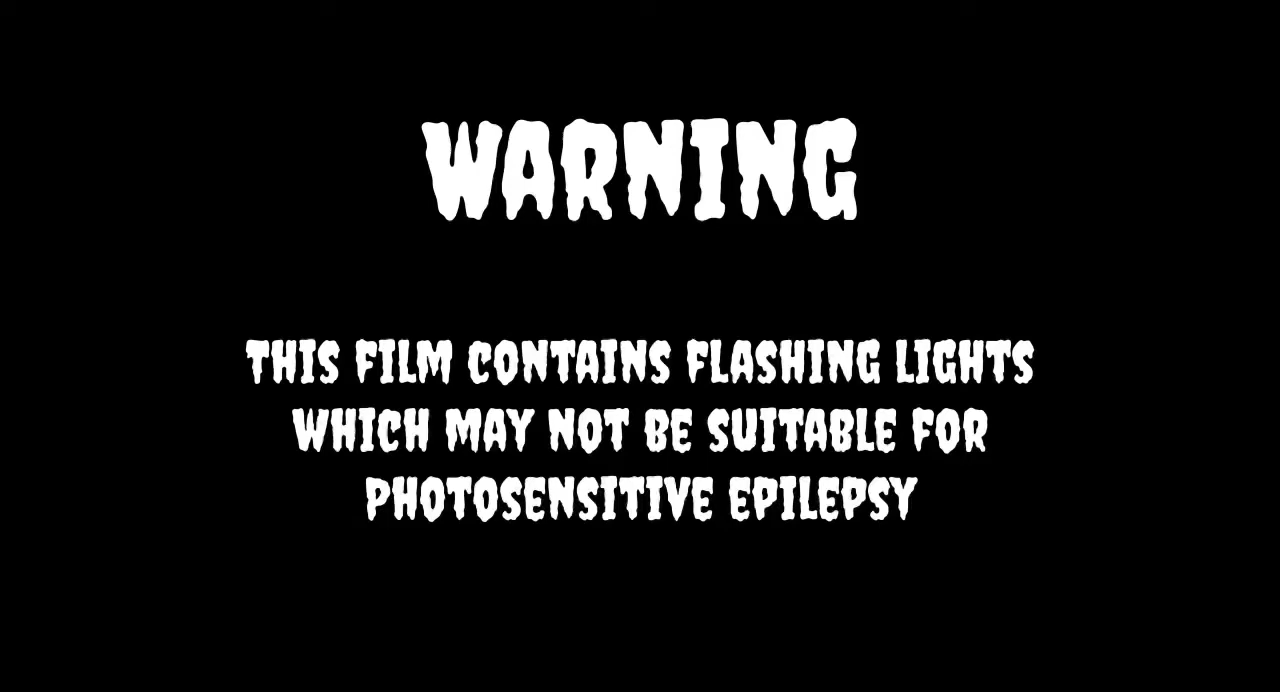 WARNING
THIS FILM CONTAINS FLASHING LIGHTS
WHICH MAY NOT BE SUITABLE FOR
PHOTOSENSITIVE EPILEPSY